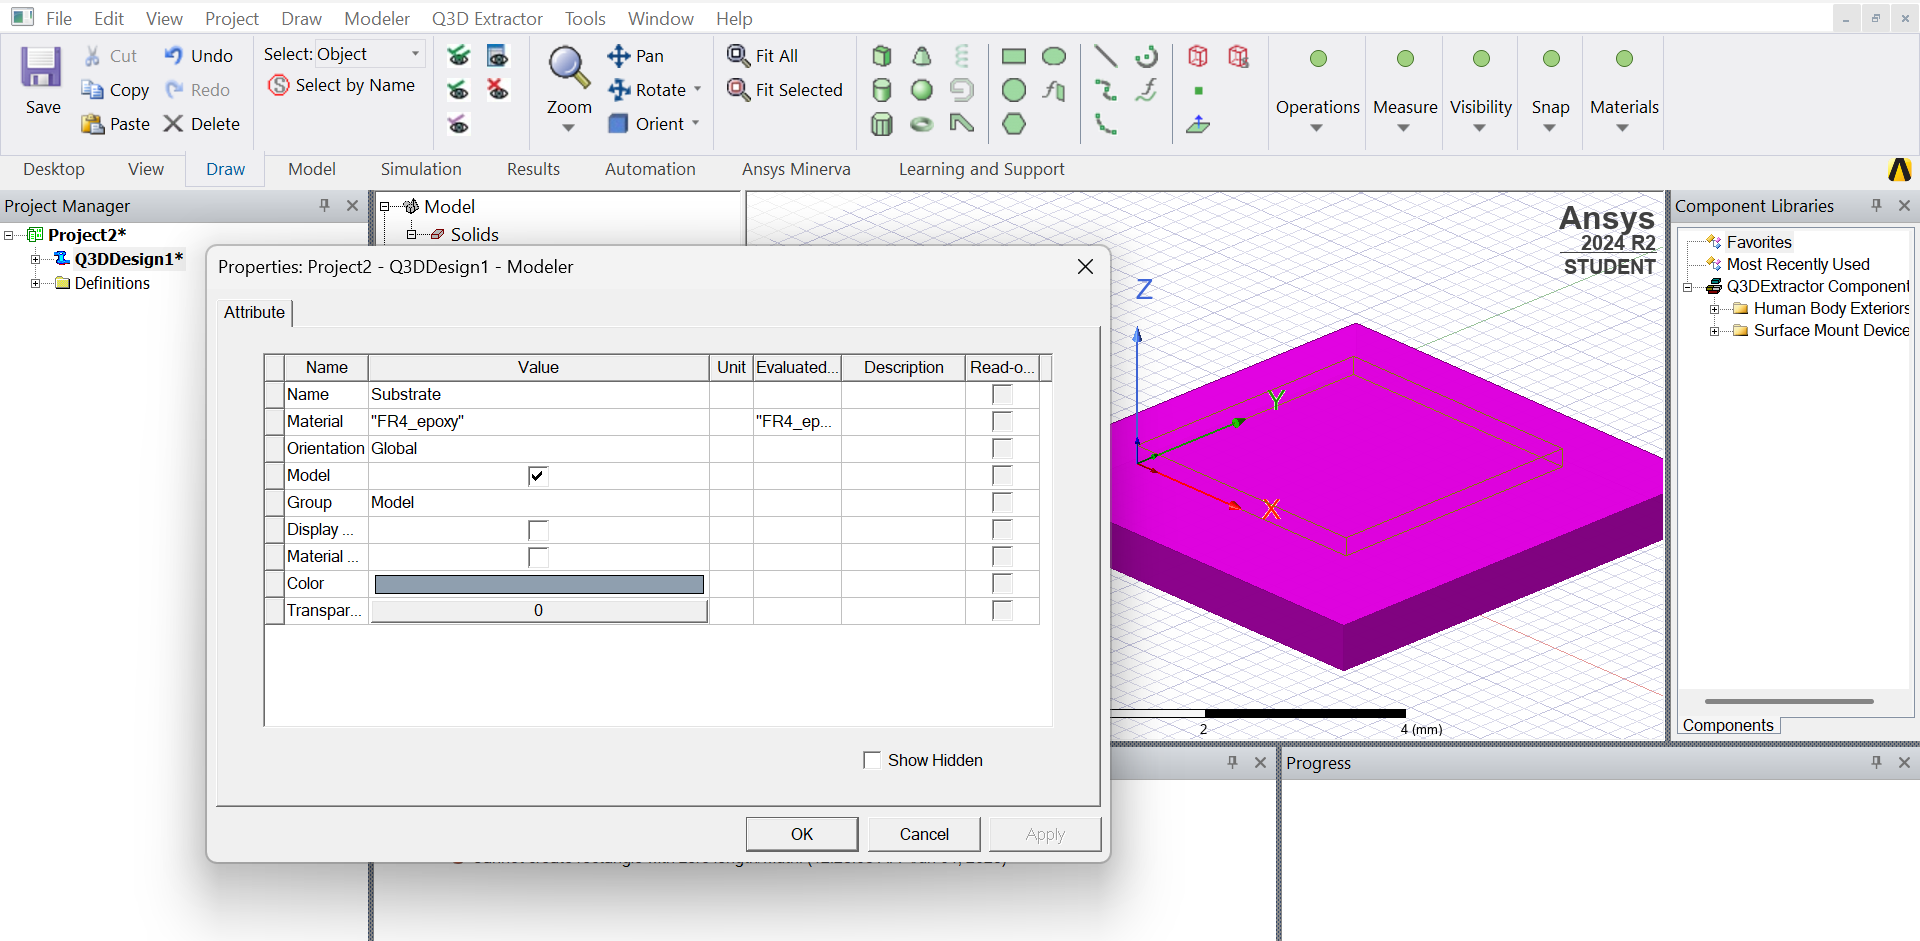 File Edit View Project Draw Modeler Q3D Extractor Tools Window Help
Save
Cut
Copy
Paste
Undo
Redo
Delete
Select: Object
Select by Name
Zoom
Pan
Rotate
Orient
Fit All
Fit Selected
Operations
Measure
Visibility
Snap
Materials
Desktop View Draw Model Simulation Results Automation Ansys Minerva Learning and Support
Project Manager
Project2*
Q3DDesign1*
Definitions
Model
Solids
Properties: Project2 - Q3DDesign1 - Modeler
Attribute
Name Value Unit Evaluated... Description Read-o...
Name Substrate
Material "FR4_epoxy" "FR4_ep...
Orientation Global
Model
Group Model
Display ...
Material ...
Color
Transpar... 0
Show Hidden
OK Cancel Apply
Z
Y
X
Ansys
2024 R2
STUDENT
2 4 (mm)
Component Libraries
Favorites
Most Recently Used
Q3DExtractor Component
Human Body Exteriors
Surface Mount Device
Components
Progress